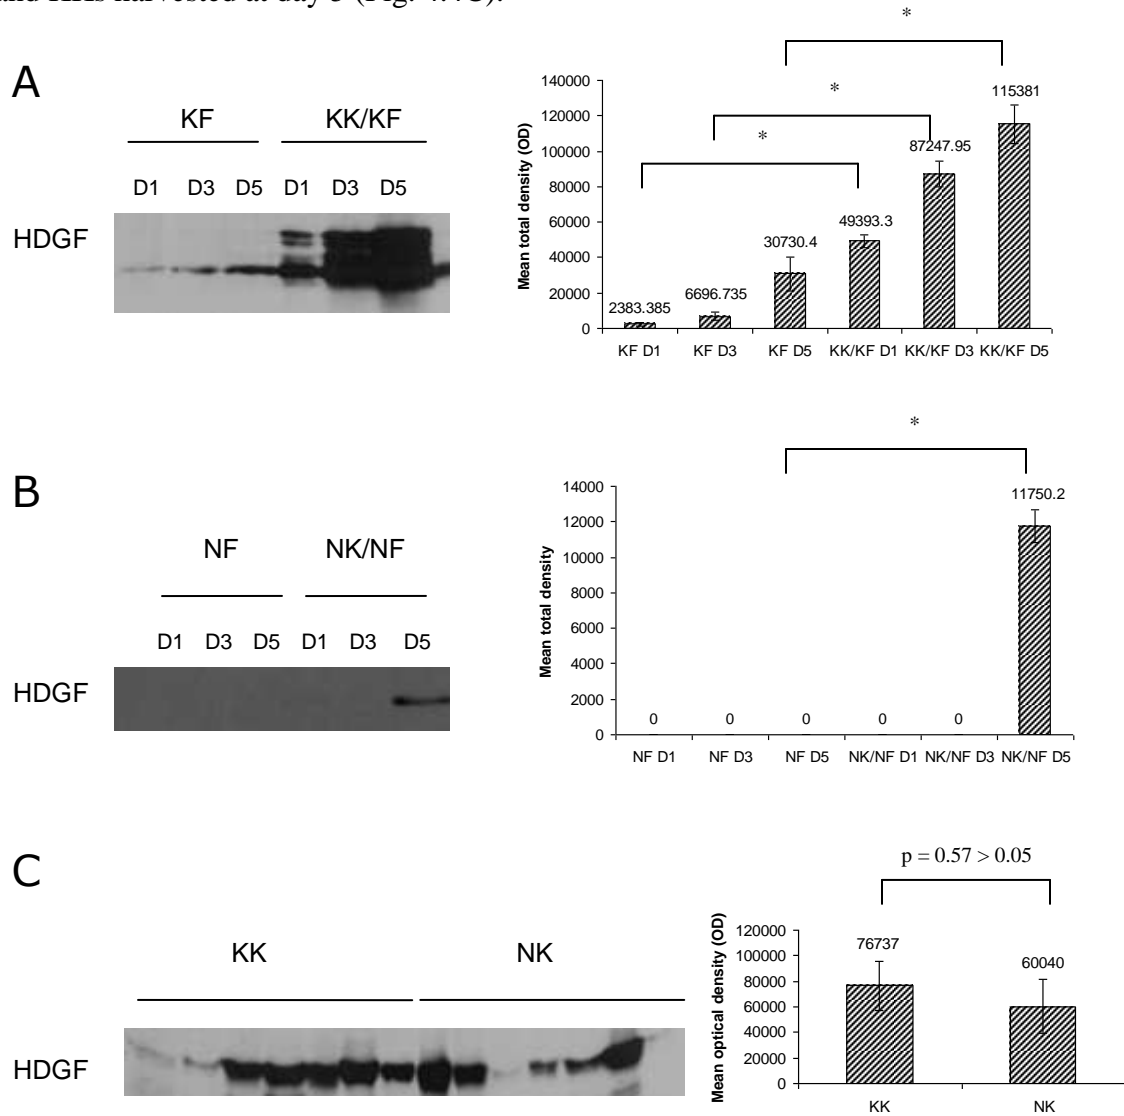 and KKs harvested at day 5 (Fig. 4.4C).
A
KF KK/KF
D1 D3 D5 D1 D3 D5
HDGF
*
*
*
Mean total density (OD)
140000
120000
100000
80000
60000
40000
20000
0
2383.385
6696.735
30730.4
49393.3
87247.95
115381
KF D1 KF D3 KF D5 KK/KF D1 KK/KF D3 KK/KF D5
B
NF NK/NF
D1 D3 D5 D1 D3 D5
HDGF
*
Mean total density
14000
12000
10000
8000
6000
4000
2000
0
0 0 0 0 0 11750.2
NF D1 NF D3 NF D5 NK/NF D1 NK/NF D3 NK/NF D5
C
KK NK
HDGF
p = 0.57 > 0.05
Mean optical density (OD)
120000
100000
80000
60000
40000
20000
0
76737
60040
KK NK